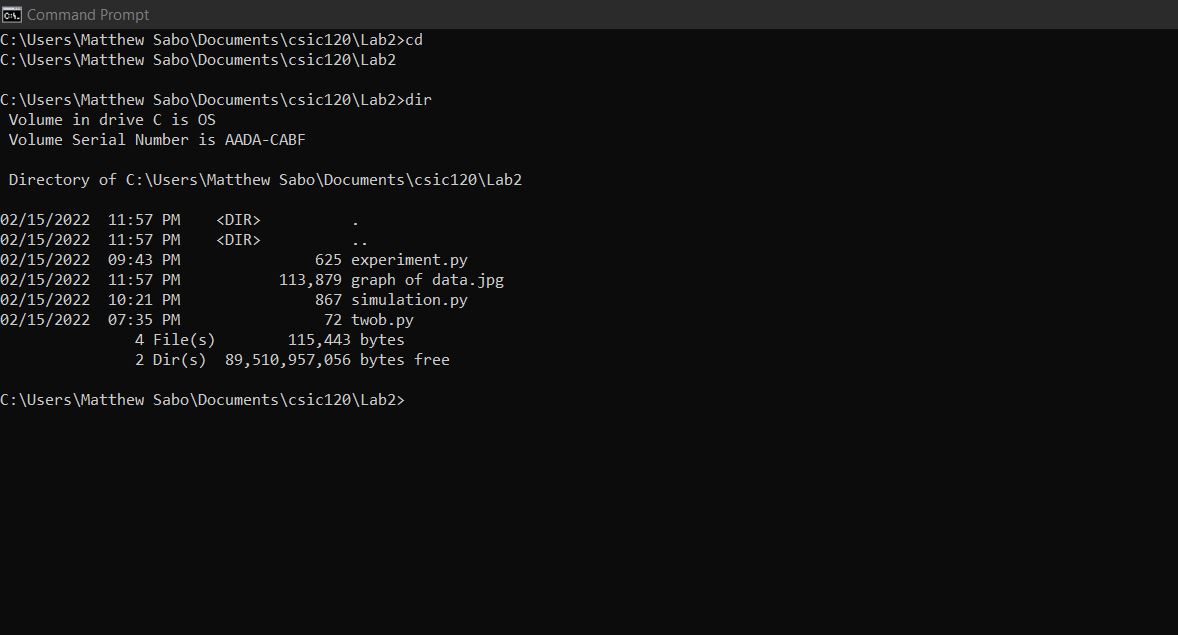 Command Prompt
C:\Users\Matthew Sabo\Documents\csic120\Lab2>cd
C:\Users\Matthew Sabo\Documents\csic120\Lab2
C:\Users\Matthew Sabo\Documents\csic120\Lab2>dir
 Volume in drive C is OS
 Volume Serial Number is AADA-CABF
 Directory of C:\Users\Matthew Sabo\Documents\csic120\Lab2
02/15/2022  11:57 PM    <DIR>          .
02/15/2022  11:57 PM    <DIR>          ..
02/15/2022  09:43 PM               625 experiment.py
02/15/2022  11:57 PM           113,879 graph of data.jpg
02/15/2022  10:21 PM               867 simulation.py
02/15/2022  07:35 PM                72 twob.py
               4 File(s)        115,443 bytes
               2 Dir(s)  89,510,957,056 bytes free
C:\Users\Matthew Sabo\Documents\csic120\Lab2>